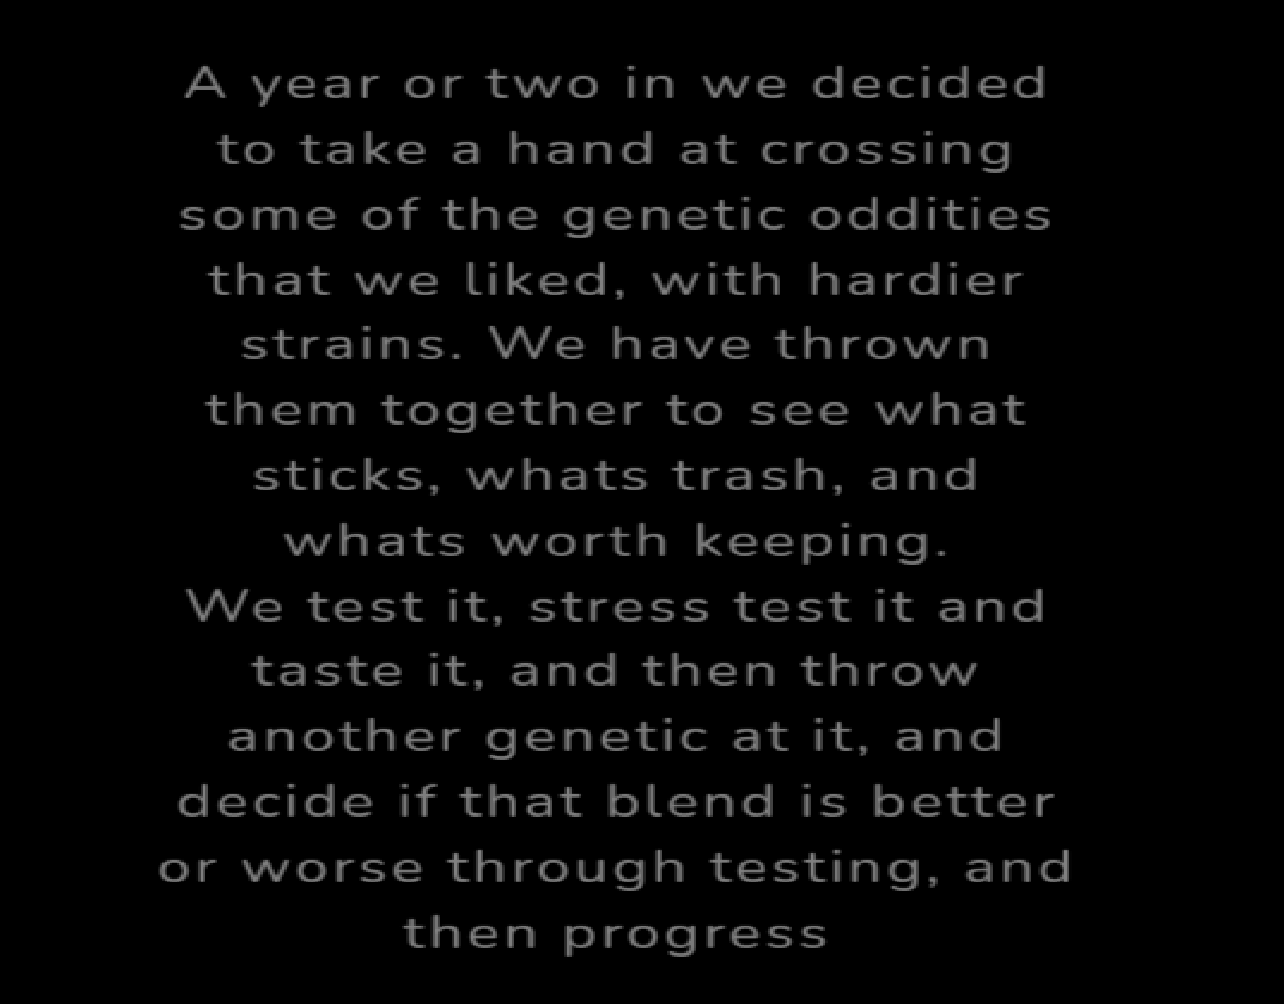 A year or two in we decided
to take a hand at crossing
some of the genetic oddities
that we liked, with hardier
strains. We have thrown
them together to see what
sticks, whats trash, and
whats worth keeping.
We test it, stress test it and
taste it, and then throw
another genetic at it, and
decide if that blend is better
or worse through testing, and
then progress